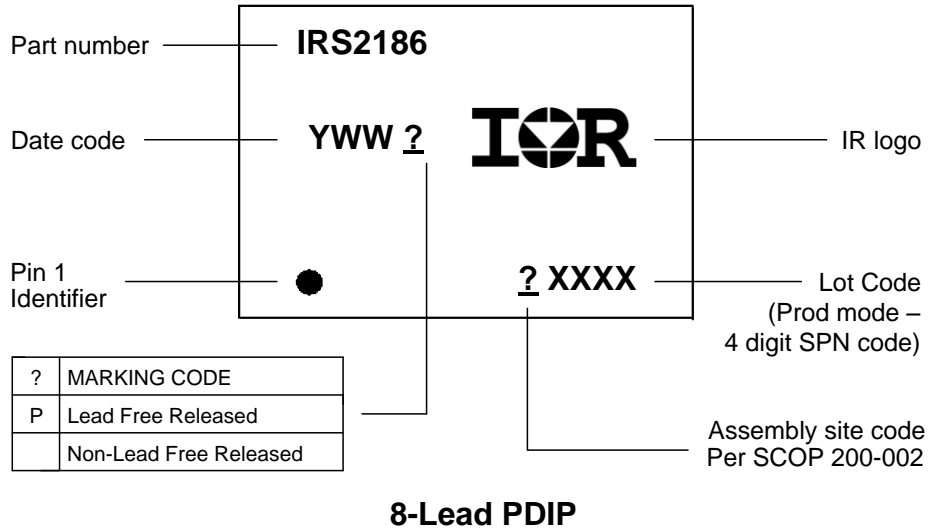 Part number
IRS2186
Date code
YWW ?
IOR
IR logo
Pin 1
Identifier
? XXXX
Lot Code
(Prod mode –
4 digit SPN code)
? MARKING CODE
P Lead Free Released
Non-Lead Free Released
Assembly site code
Per SCOP 200-002
8-Lead PDIP